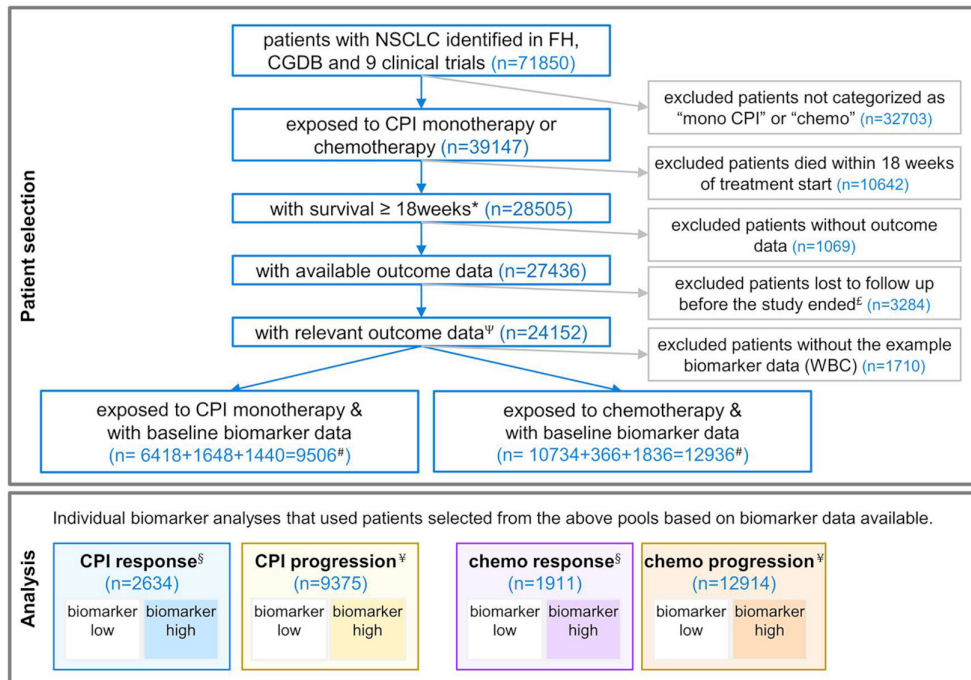 Patient selection
patients with NSCLC identified in FH,
CGDB and 9 clinical trials (n=71850)
excluded patients not categorized as
“mono CPI” or “chemo” (n=32703)
exposed to CPI monotherapy or
chemotherapy (n=39147)
excluded patients died within 18 weeks
of treatment start (n=10642)
with survival ≥ 18weeks* (n=28505)
excluded patients without outcome
data (n=1069)
with available outcome data (n=27436)
excluded patients lost to follow up
before the study ended£ (n=3284)
with relevant outcome dataΨ (n=24152)
excluded patients without the example
biomarker data (WBC) (n=1710)
exposed to CPI monotherapy &
with baseline biomarker data
(n= 6418+1648+1440=9506#)
exposed to chemotherapy &
with baseline biomarker data
(n= 10734+366+1836=12936#)
Analysis
Individual biomarker analyses that used patients selected from the above pools based on biomarker data available.
CPI response§
(n=2634)
biomarker
low
biomarker
high
CPI progression¥
(n=9375)
biomarker
low
biomarker
high
chemo response§
(n=1911)
biomarker
low
biomarker
high
chemo progression¥
(n=12914)
biomarker
low
biomarker
high